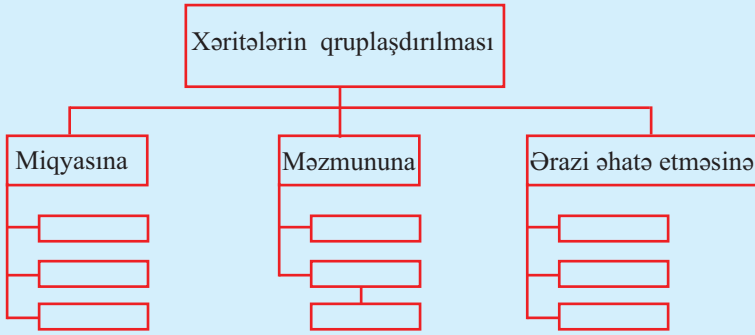 Xəritələrin qruplaşdırılması
Miqyasına
Məzmununa
Ərazi əhatə etməsinə